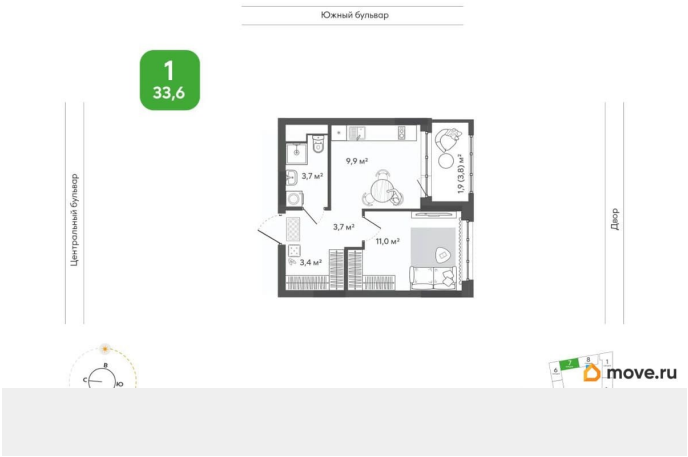 Южный бульвар
1
33,6
Центральный бульвар
3,7 м²
9,9 м²
1,9 (3,8) м²
3,7 м²
11,0 м²
3,4 м²
Двор
В
С
Ю
6
7
8
1
move.ru